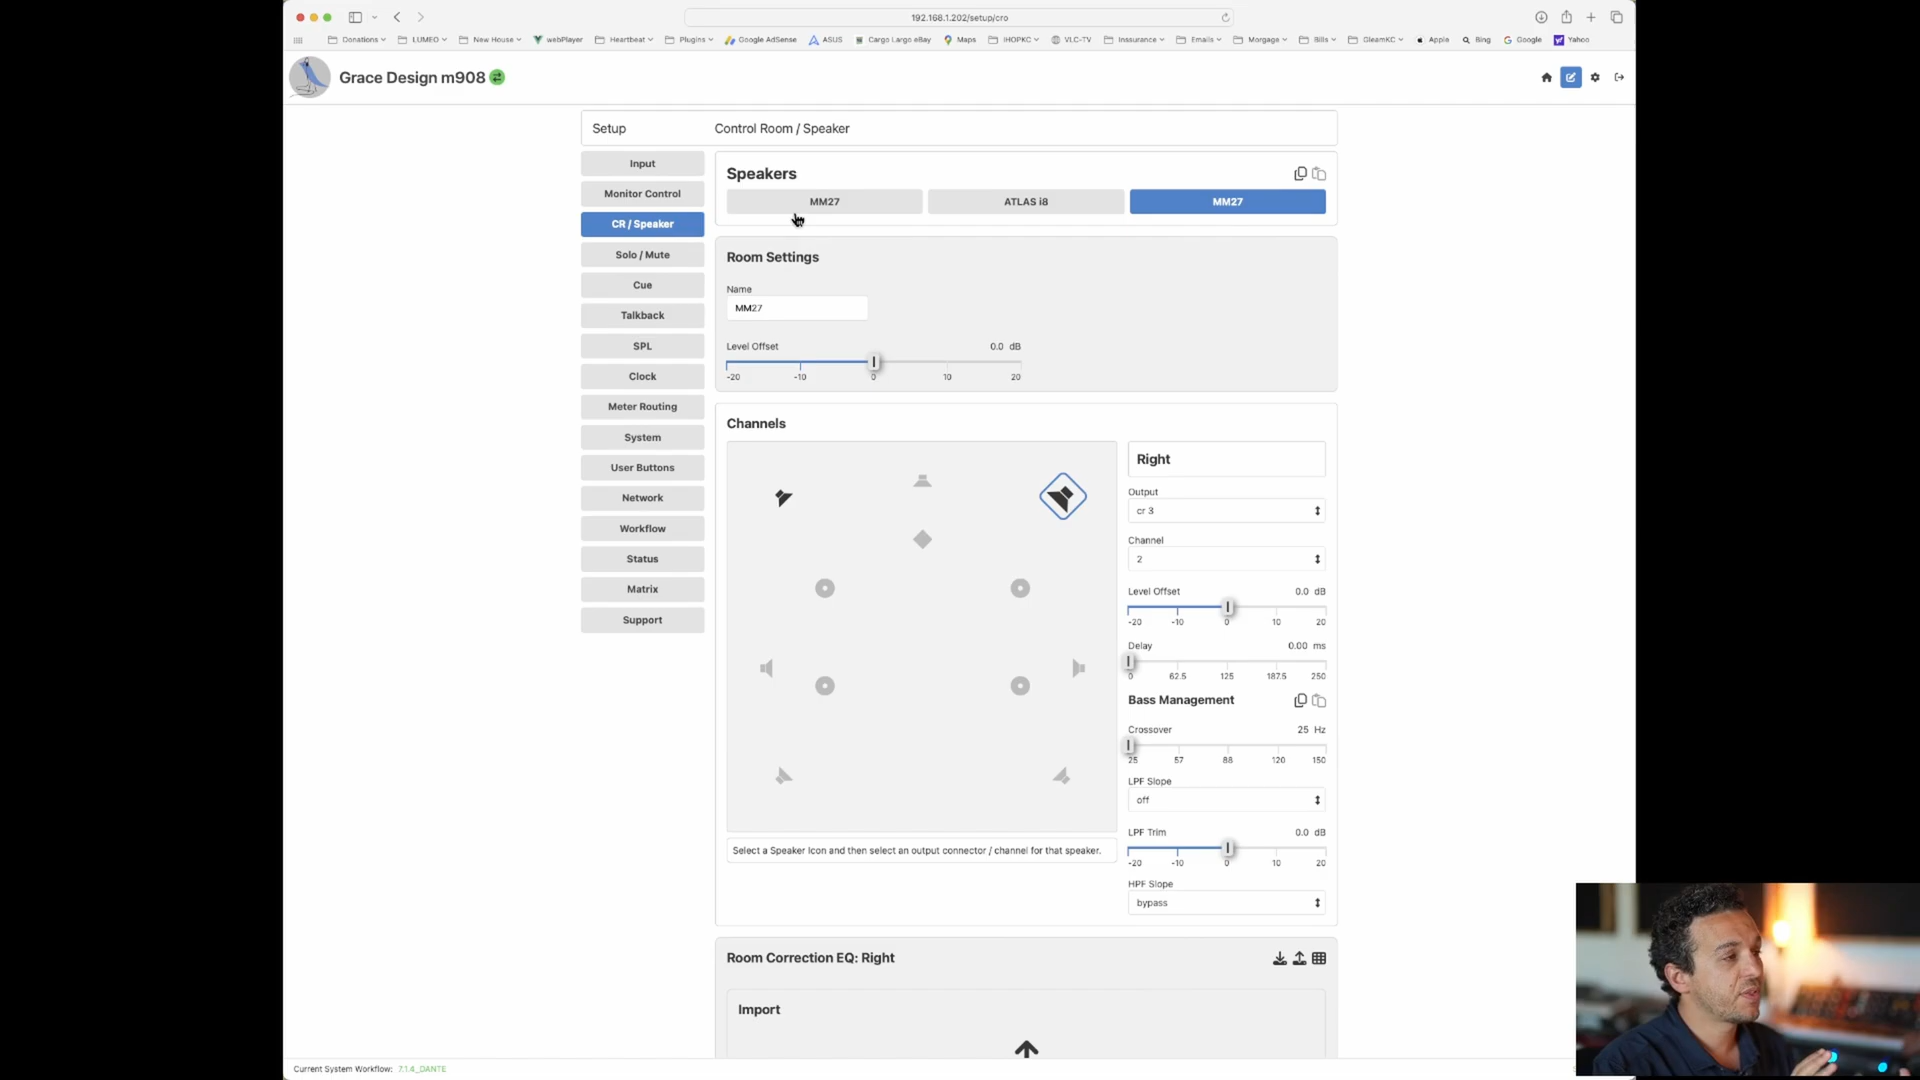 192.168.1.202/setup/cro
Donations
LUMEO
New House
webPlayer
Heartbeat
Plugins
Google AdSense
ASUS
Cargo Largo eBay
Maps
IHOPKC
VLC-TV
Inssurance
Emails
Morgage
Bills
GleamKC
Apple
Bing
Google
Yahoo
Grace Design m908
Setup
Control Room / Speaker
Input
Monitor Control
CR / Speaker
Solo / Mute
Cue
Talkback
SPL
Clock
Meter Routing
System
User Buttons
Network
Workflow
Status
Matrix
Support
Speakers
MM27
ATLAS i8
MM27
Room Settings
Name
MM27
Level Offset 0.0 dB
-20 -10 0 10 20
Channels
Select a Speaker Icon and then select an output connector / channel for that speaker.
Right
Output
cr 3
Channel
2
Level Offset 0.0 dB
-20 -10 0 10 20
Delay 0.00 ms
0 62.5 125 187.5 250
Bass Management
Crossover 25 Hz
25 57 88 120 150
LPF Slope
off
LPF Trim 0.0 dB
-20 -10 0 10 20
HPF Slope
bypass
Room Correction EQ: Right
Import
Current System Workflow: 7.1.4_DANTE